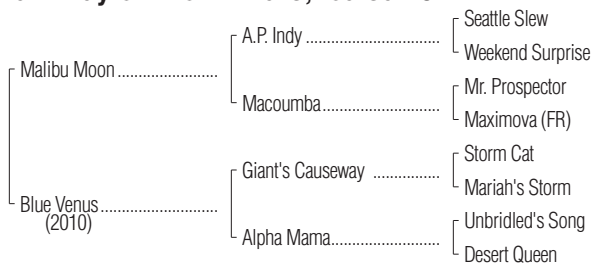 A.P. Indy
Seattle Slew
Weekend Surprise
Malibu Moon
Macoumba
Mr. Prospector
Maximova (FR)
Giant's Causeway
Storm Cat
Mariah's Storm
Blue Venus
(2010)
Alpha Mama
Unbridled's Song
Desert Queen